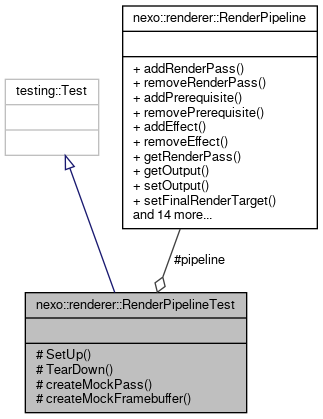 nexo::renderer::RenderPipeline
+ addRenderPass()
+ removeRenderPass()
+ addPrerequisite()
+ removePrerequisite()
+ addEffect()
+ removeEffect()
+ getRenderPass()
+ getOutput()
+ setOutput()
+ setFinalRenderTarget()
and 14 more...
testing::Test
#pipeline
nexo::renderer::RenderPipelineTest
# SetUp()
# TearDown()
# createMockPass()
# createMockFramebuffer()